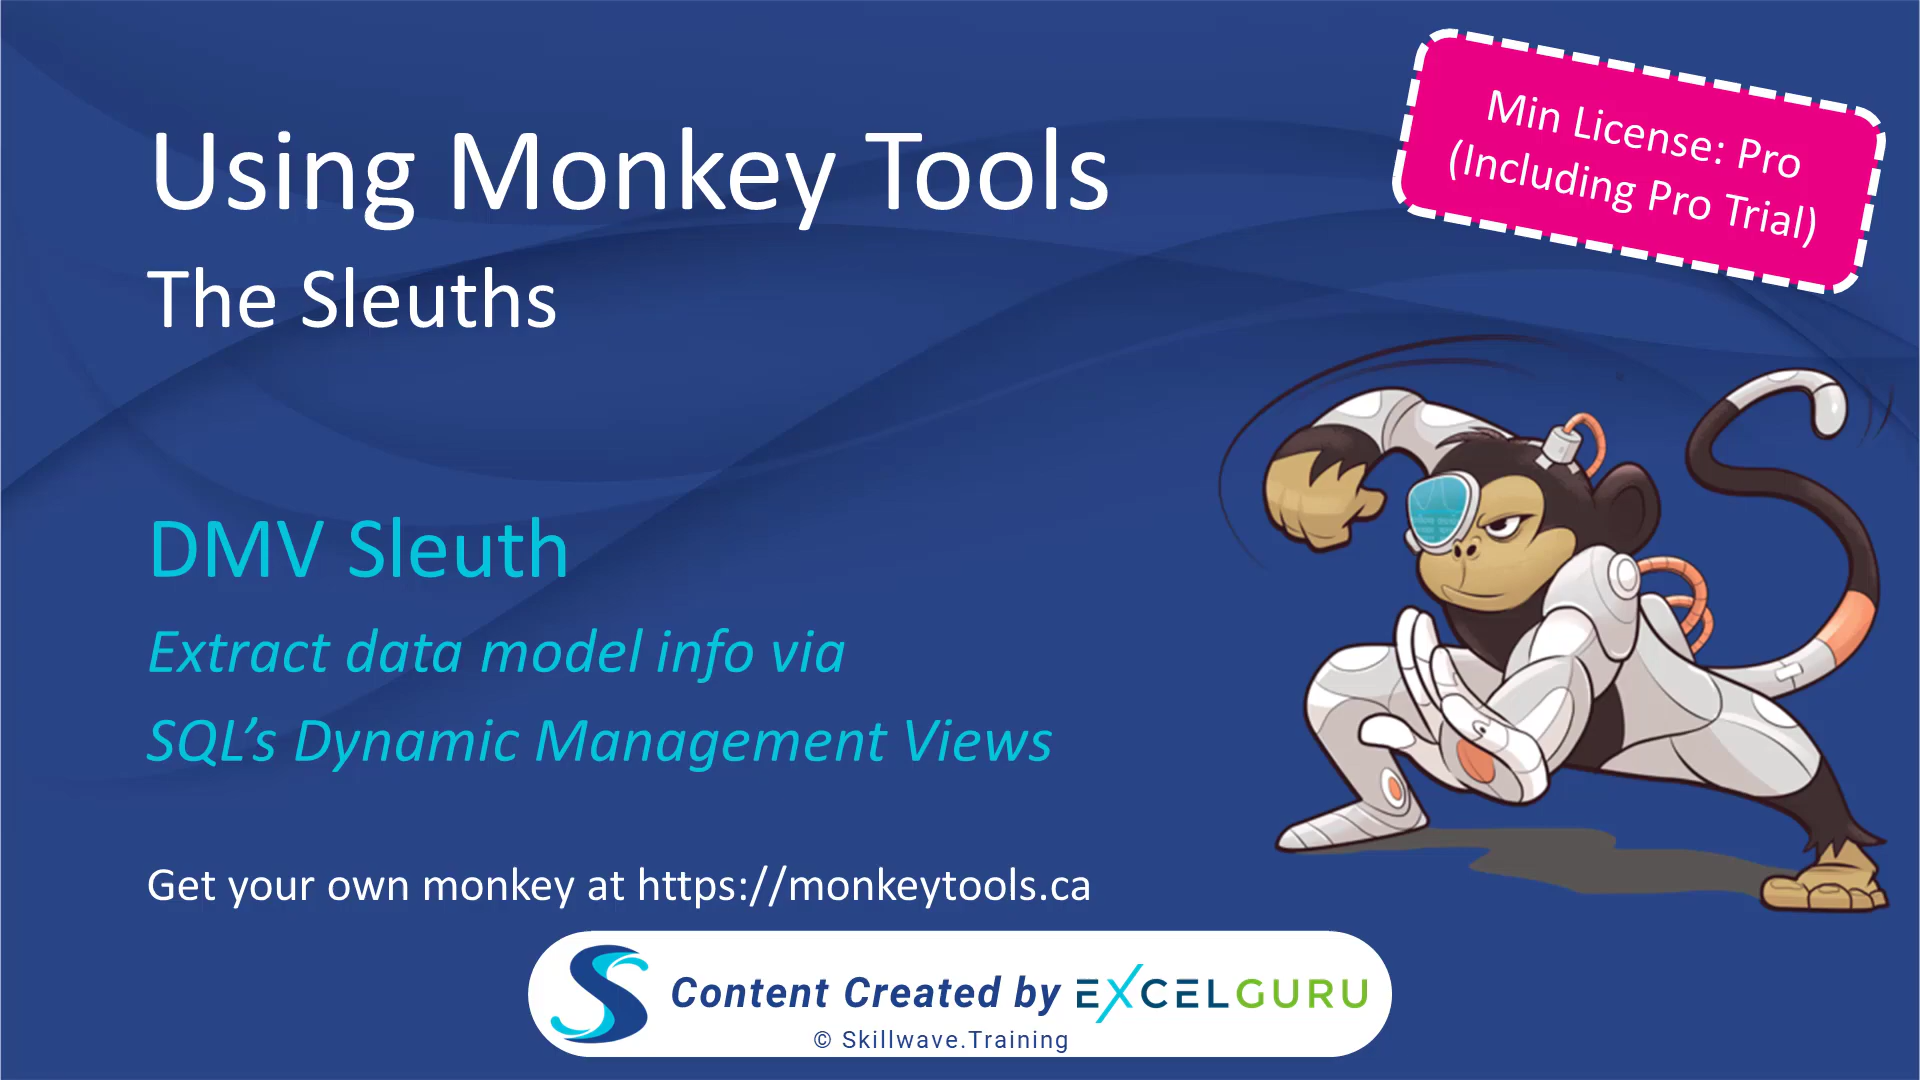 Using Monkey Tools
The Sleuths
Min License: Pro
(Including Pro Trial)
DMV Sleuth
Extract data model info via
SQL’s Dynamic Management Views
Get your own monkey at https://monkeytools.ca
Content Created by EXCELGURU
© Skillwave.Training